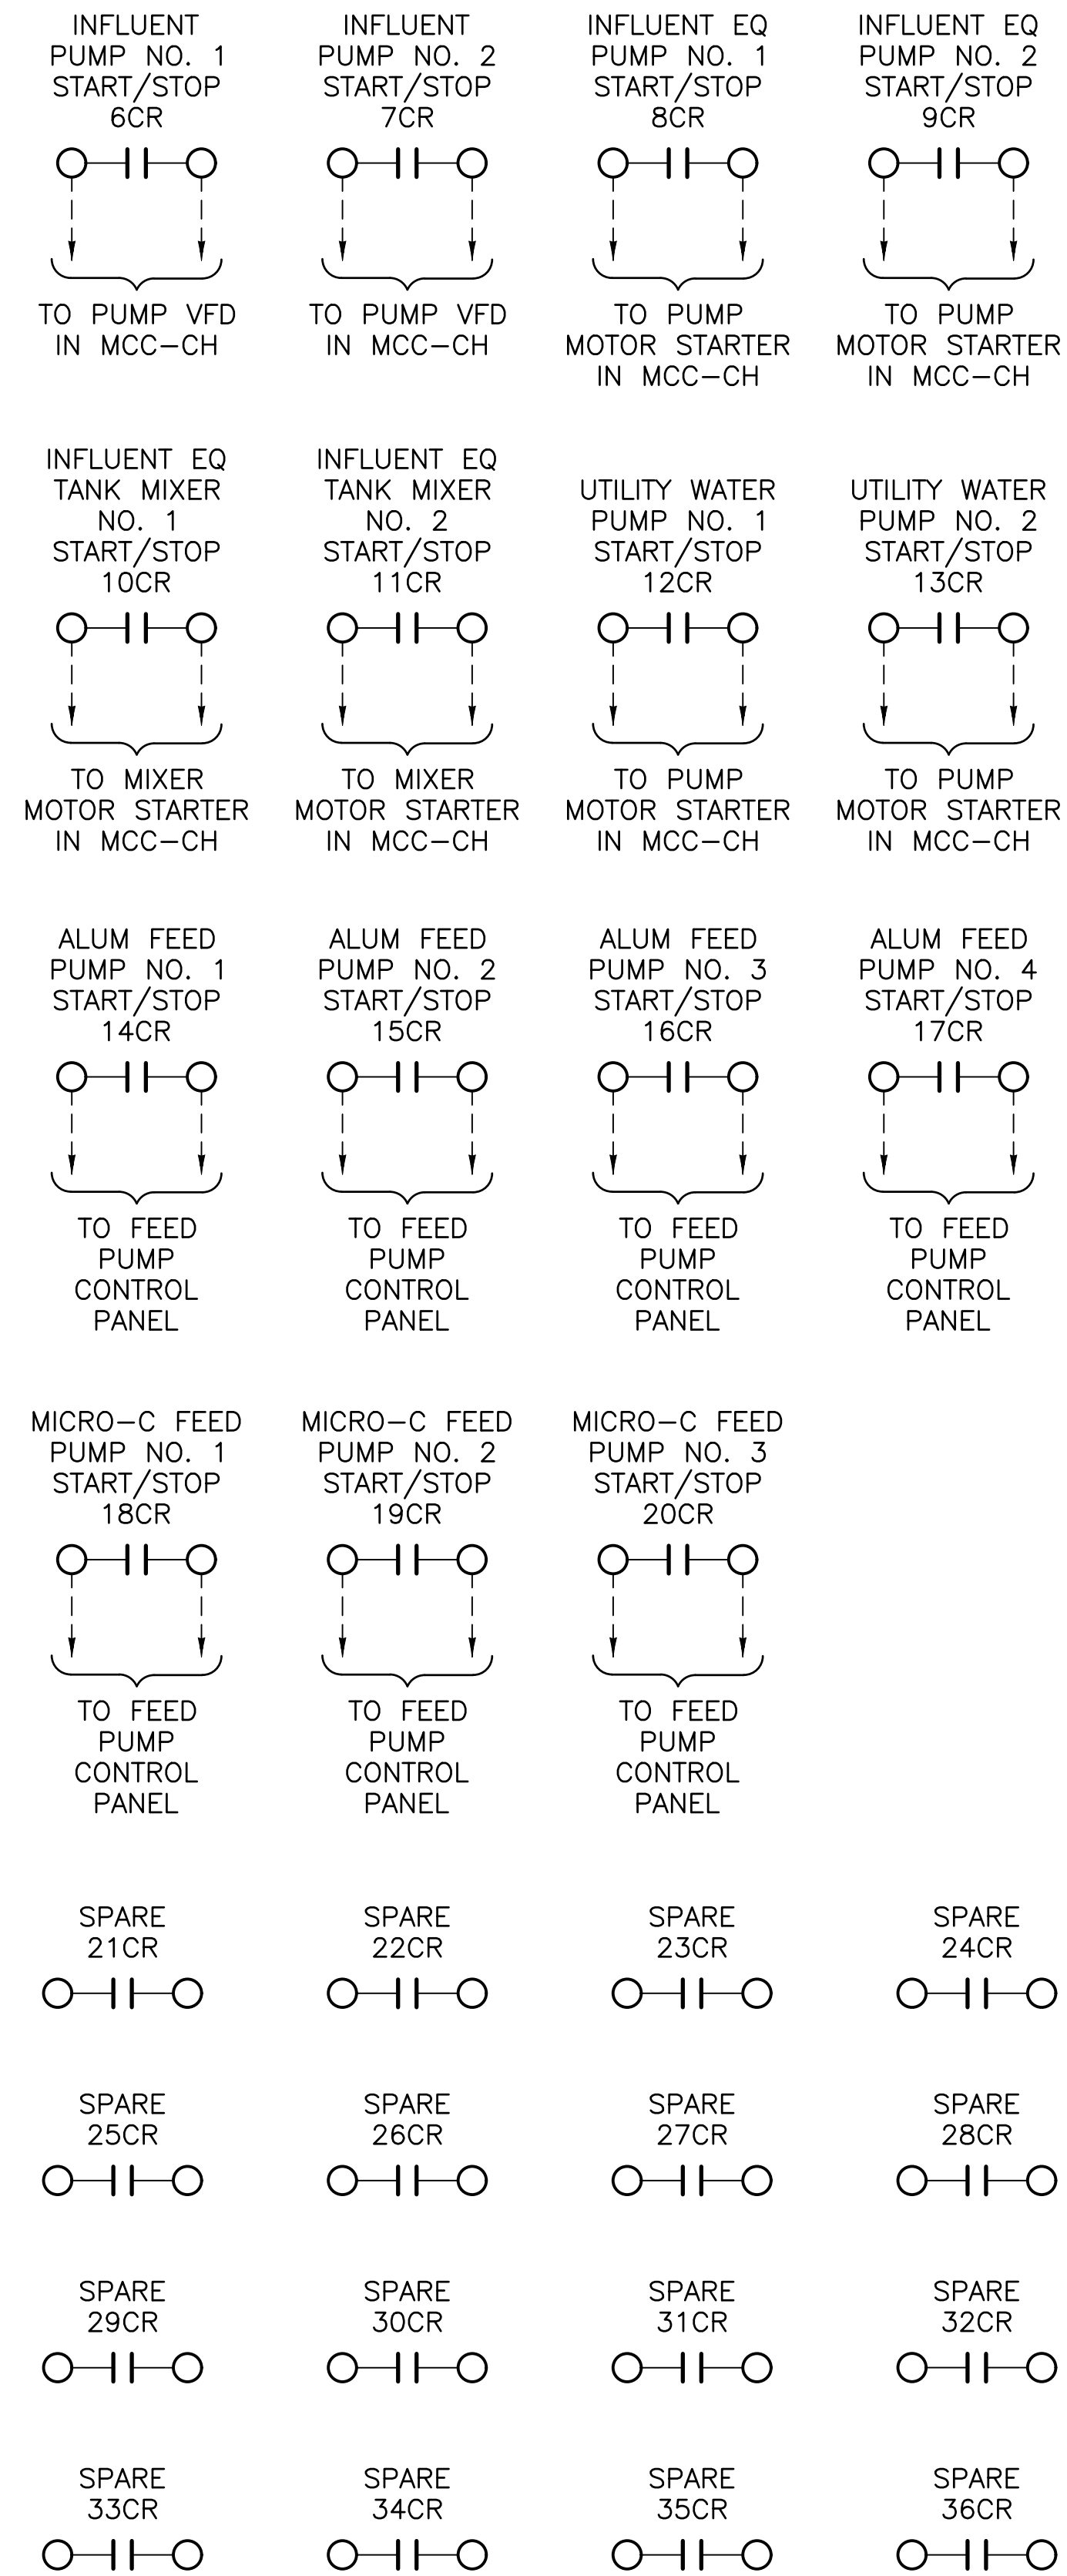 INFLUENT
PUMP NO. 1
START/STOP
6CR
TO PUMP VFD
IN MCC-CH
INFLUENT
PUMP NO. 2
START/STOP
7CR
TO PUMP VFD
IN MCC-CH
INFLUENT EQ
PUMP NO. 1
START/STOP
8CR
TO PUMP
MOTOR STARTER
IN MCC-CH
INFLUENT EQ
PUMP NO. 2
START/STOP
9CR
TO PUMP
MOTOR STARTER
IN MCC-CH
INFLUENT EQ
TANK MIXER
NO. 1
START/STOP
10CR
TO MIXER
MOTOR STARTER
IN MCC-CH
INFLUENT EQ
TANK MIXER
NO. 2
START/STOP
11CR
TO MIXER
MOTOR STARTER
IN MCC-CH
UTILITY WATER
PUMP NO. 1
START/STOP
12CR
TO PUMP
MOTOR STARTER
IN MCC-CH
UTILITY WATER
PUMP NO. 2
START/STOP
13CR
TO PUMP
MOTOR STARTER
IN MCC-CH
ALUM FEED
PUMP NO. 1
START/STOP
14CR
TO FEED
PUMP
CONTROL
PANEL
ALUM FEED
PUMP NO. 2
START/STOP
15CR
TO FEED
PUMP
CONTROL
PANEL
ALUM FEED
PUMP NO. 3
START/STOP
16CR
TO FEED
PUMP
CONTROL
PANEL
ALUM FEED
PUMP NO. 4
START/STOP
17CR
TO FEED
PUMP
CONTROL
PANEL
MICRO-C FEED
PUMP NO. 1
START/STOP
18CR
TO FEED
PUMP
CONTROL
PANEL
MICRO-C FEED
PUMP NO. 2
START/STOP
19CR
TO FEED
PUMP
CONTROL
PANEL
MICRO-C FEED
PUMP NO. 3
START/STOP
20CR
TO FEED
PUMP
CONTROL
PANEL
SPARE
21CR
SPARE
22CR
SPARE
23CR
SPARE
24CR
SPARE
25CR
SPARE
26CR
SPARE
27CR
SPARE
28CR
SPARE
29CR
SPARE
30CR
SPARE
31CR
SPARE
32CR
SPARE
33CR
SPARE
34CR
SPARE
35CR
SPARE
36CR